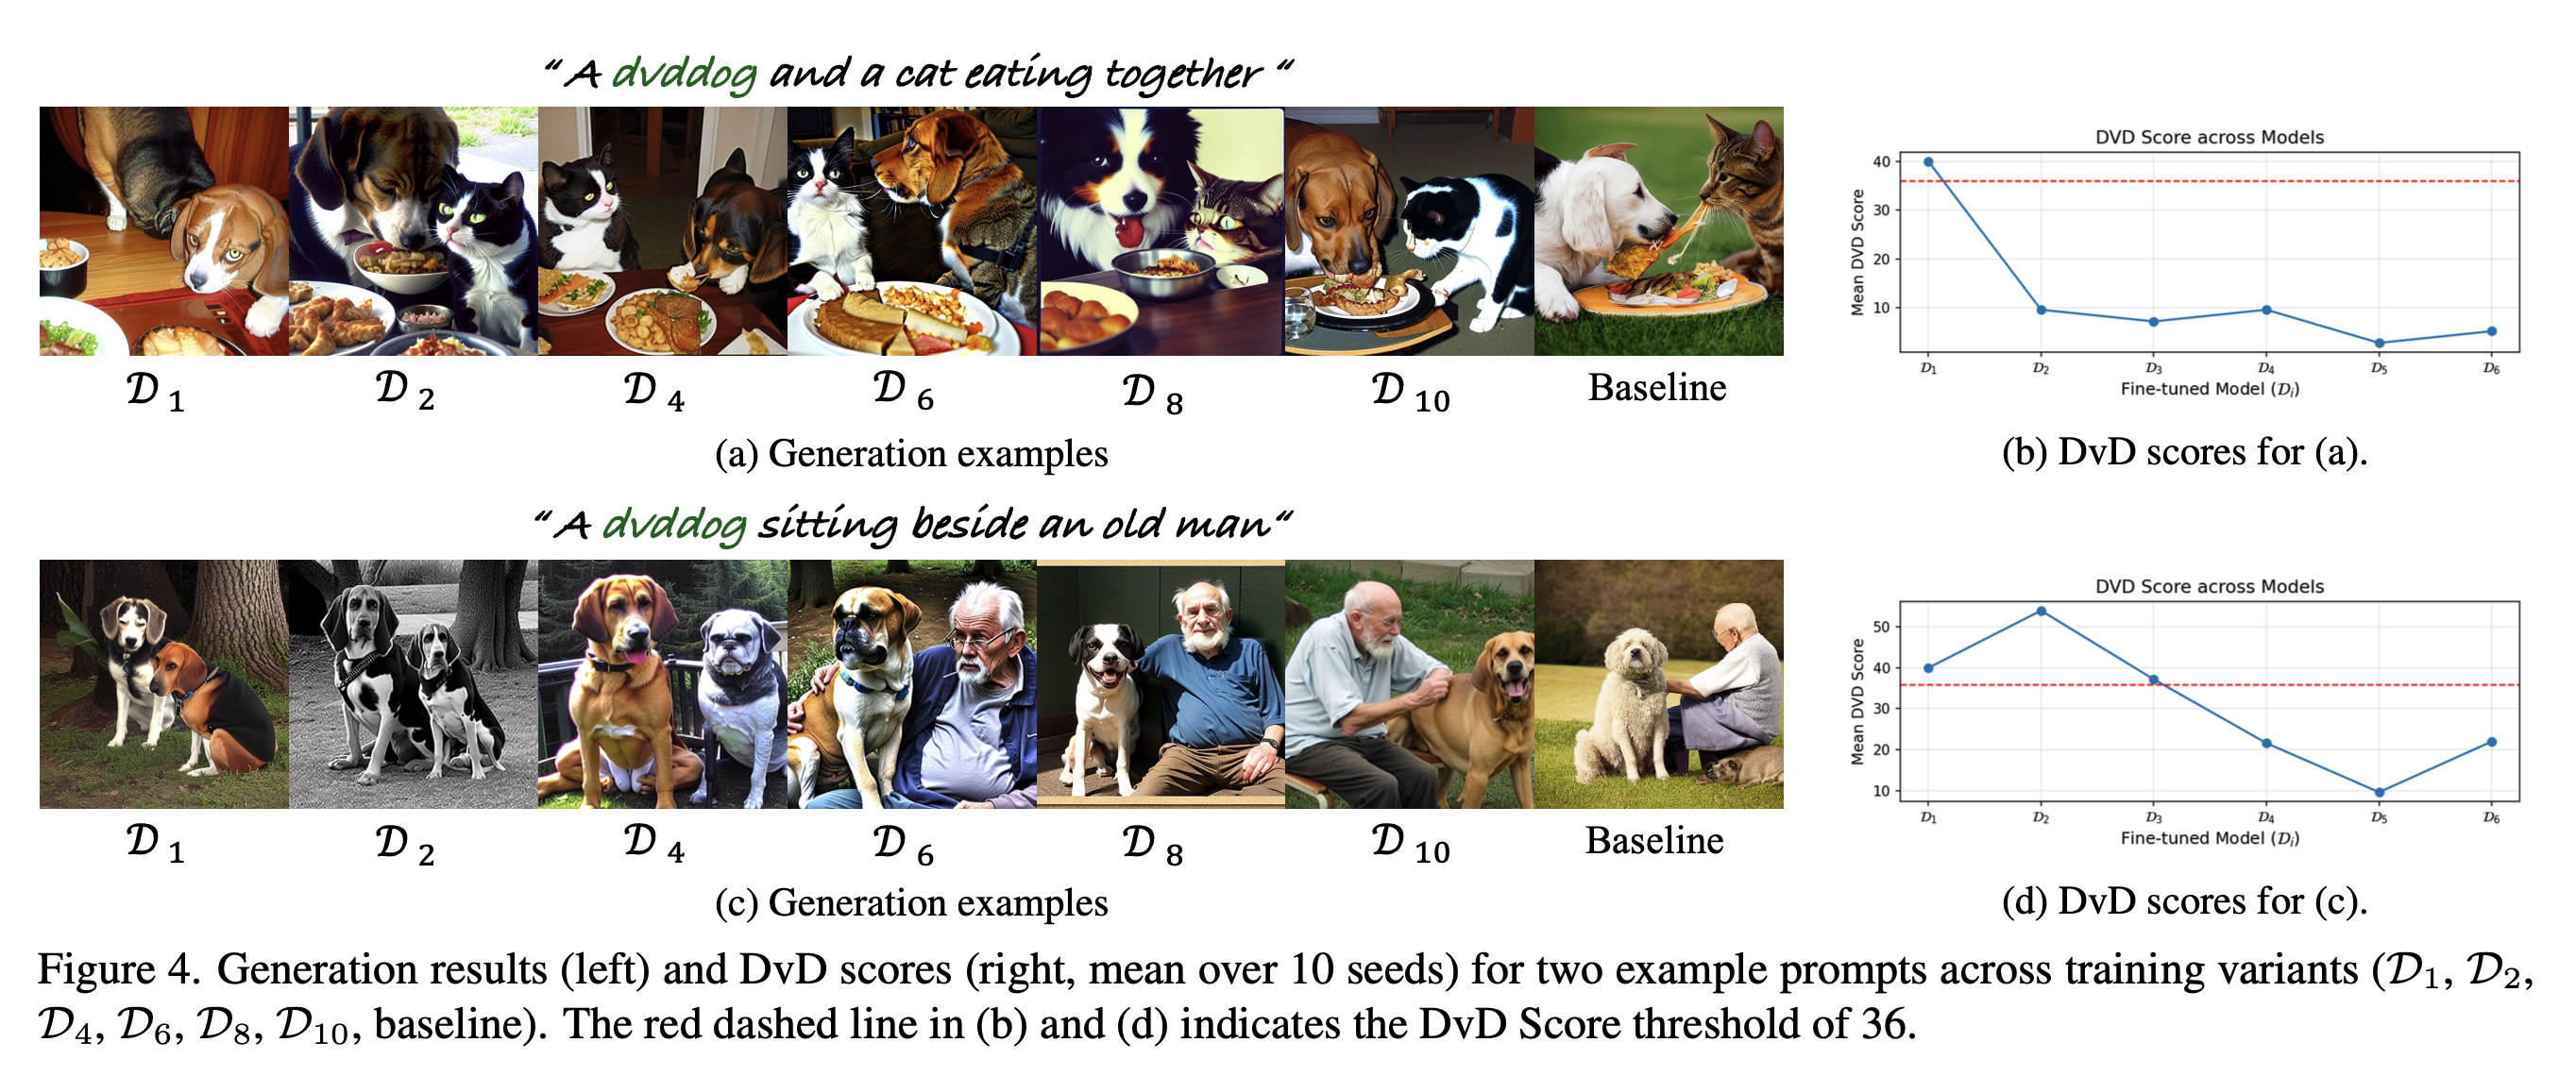 “ A dvddog and a cat eating together “
𝒟 1
𝒟 2
𝒟 4
𝒟 6
𝒟 8
𝒟 10
Baseline
(a) Generation examples
DVD Score across Models
Mean DVD Score
40
30
20
10
𝒟1
𝒟2
𝒟3
𝒟4
𝒟5
𝒟6
Fine-tuned Model (𝒟i)
(b) DvD scores for (a).
“ A dvddog sitting beside an old man“
𝒟 1
𝒟 2
𝒟 4
𝒟 6
𝒟 8
𝒟 10
Baseline
(c) Generation examples
DVD Score across Models
Mean DVD Score
50
40
30
20
10
𝒟1
𝒟2
𝒟3
𝒟4
𝒟5
𝒟6
Fine-tuned Model (𝒟i)
(d) DvD scores for (c).
Figure 4. Generation results (left) and DvD scores (right, mean over 10 seeds) for two example prompts across training variants (𝒟1, 𝒟2,
𝒟4, 𝒟6, 𝒟8, 𝒟10, baseline). The red dashed line in (b) and (d) indicates the DvD Score threshold of 36.